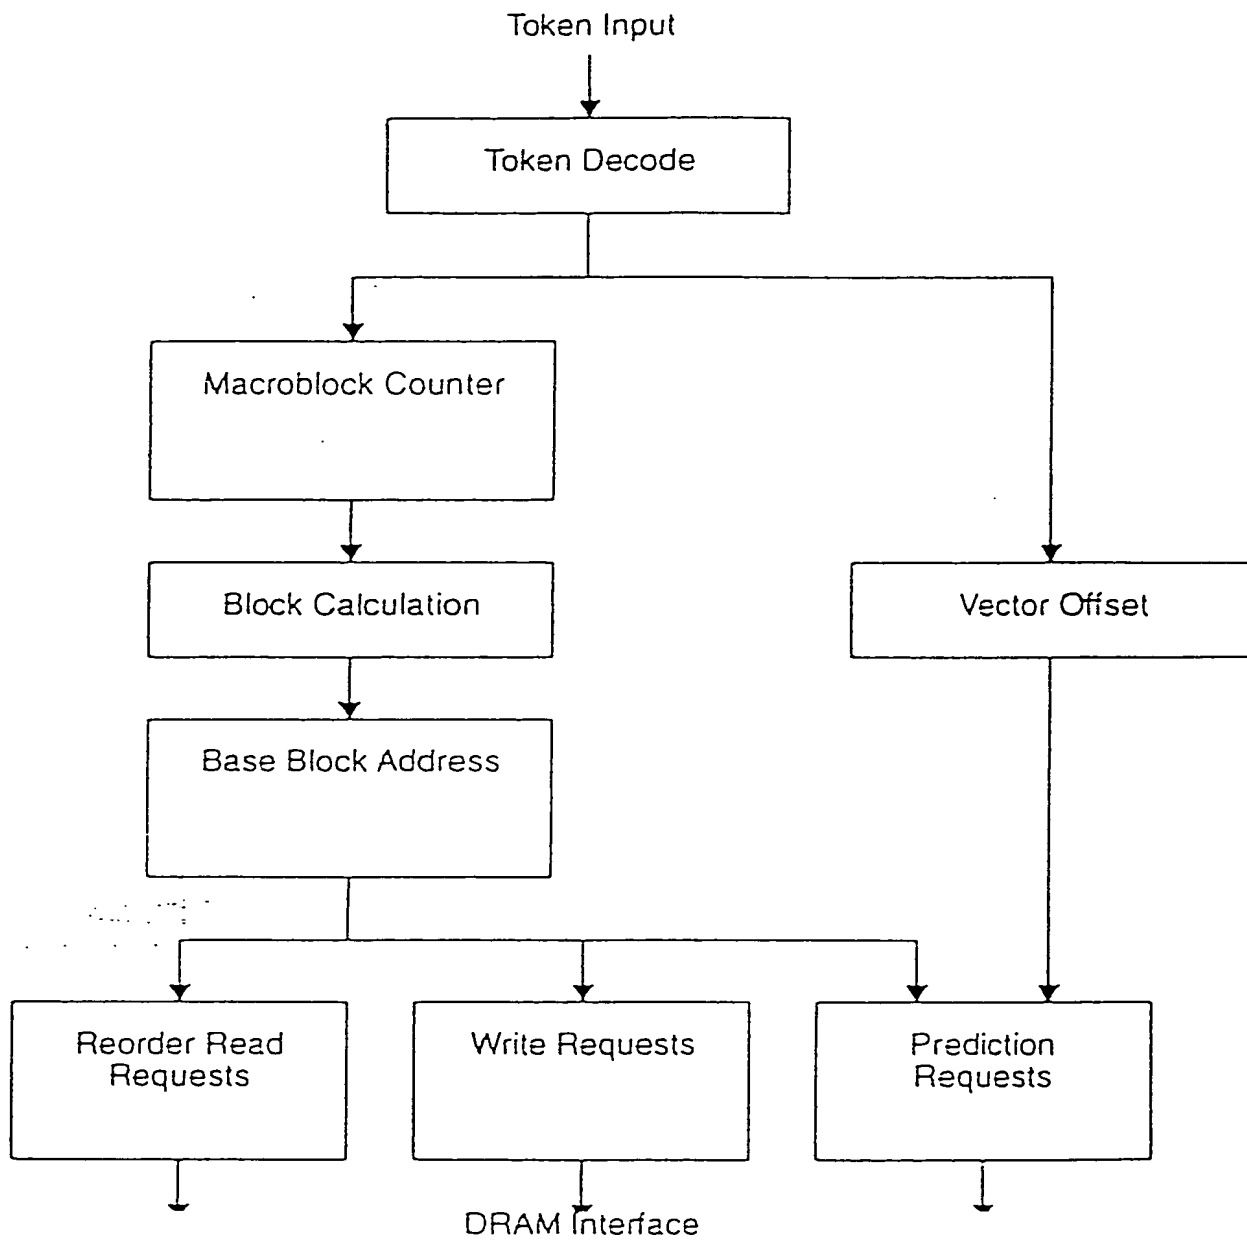 Token Input
Token Decode
Macroblock Counter
Block Calculation
Vector Offset
Base Block Address
Reorder Read
Requests
Write Requests
Prediction
Requests
DRAM Interface